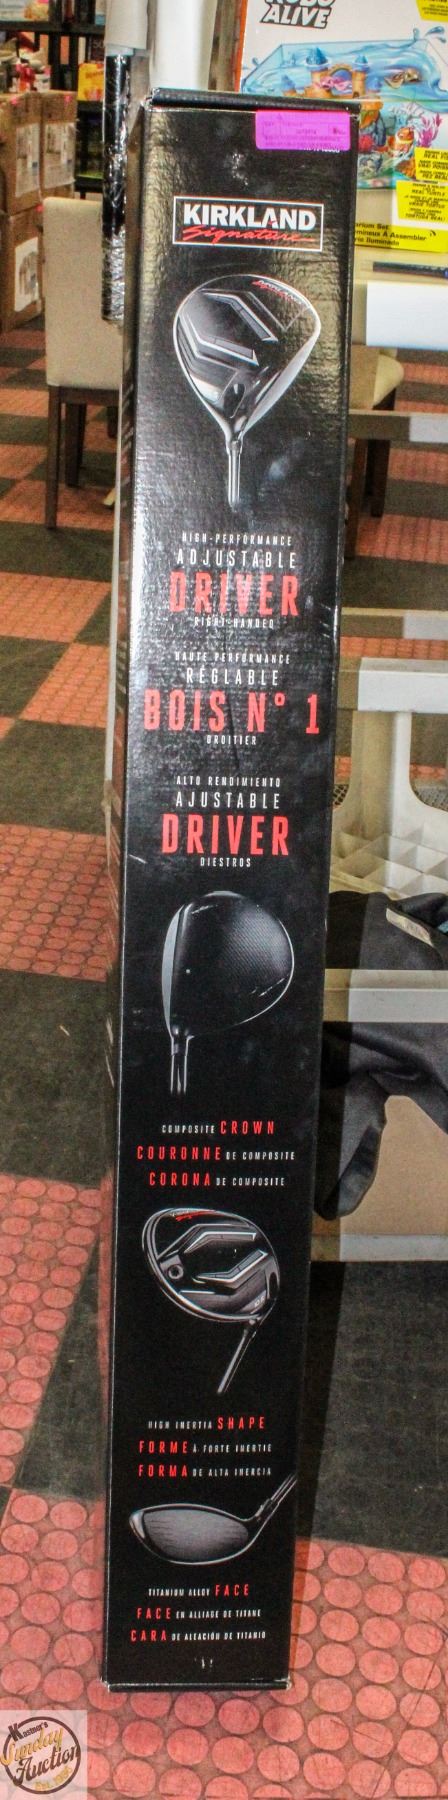 ROBO
ALIVE
KIRKLAND
Signature
HIGH-PERFORMANCE
ADJUSTABLE
DRIVER
RIGHT-HANDED
HAUTE PERFORMANCE
RÉGLABLE
BOIS N° 1
DROITIER
ALTO RENDIMIENTO
AJUSTABLE
DRIVER
DIESTROS
COMPOSITE CROWN
COURONNE DE COMPOSITE
CORONA DE COMPOSITE
HIGH INERTIA SHAPE
FORME À FORTE INERTIE
FORMA DE ALTA INERCIA
TITANIUM ALLOY FACE
FACE EN ALLIAGE DE TITANE
CARA DE ALEACIÓN DE TITANIO
Kastner's
Sunday
Auction